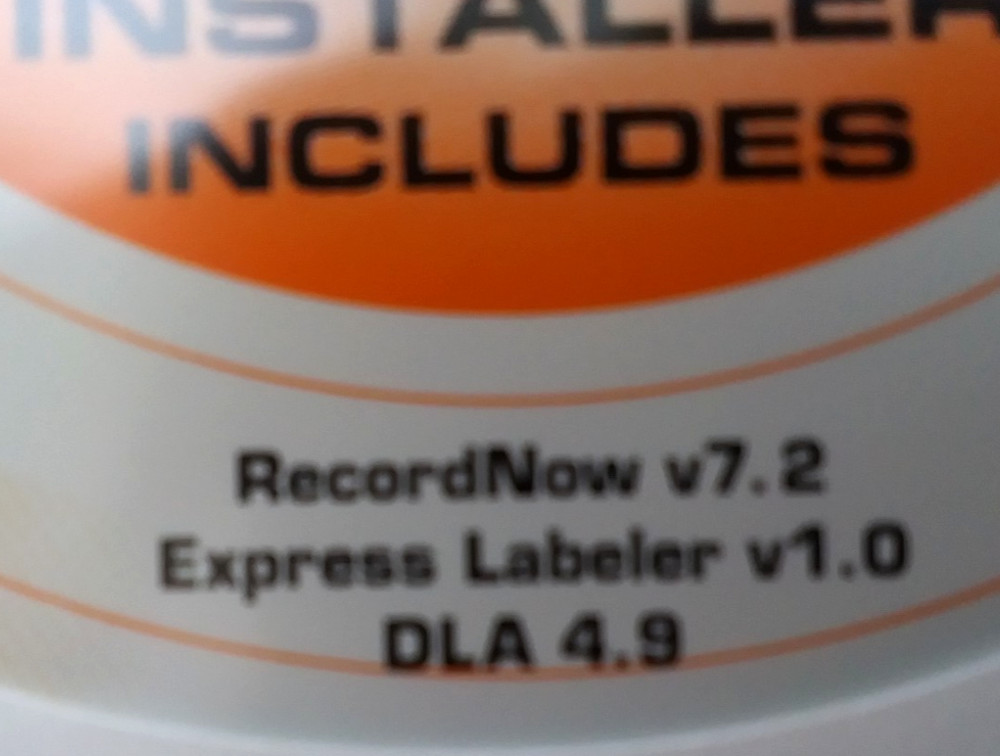 INSTALLER
INCLUDES
RecordNow v7.2
Express Labeler v1.0
DLA 4.9